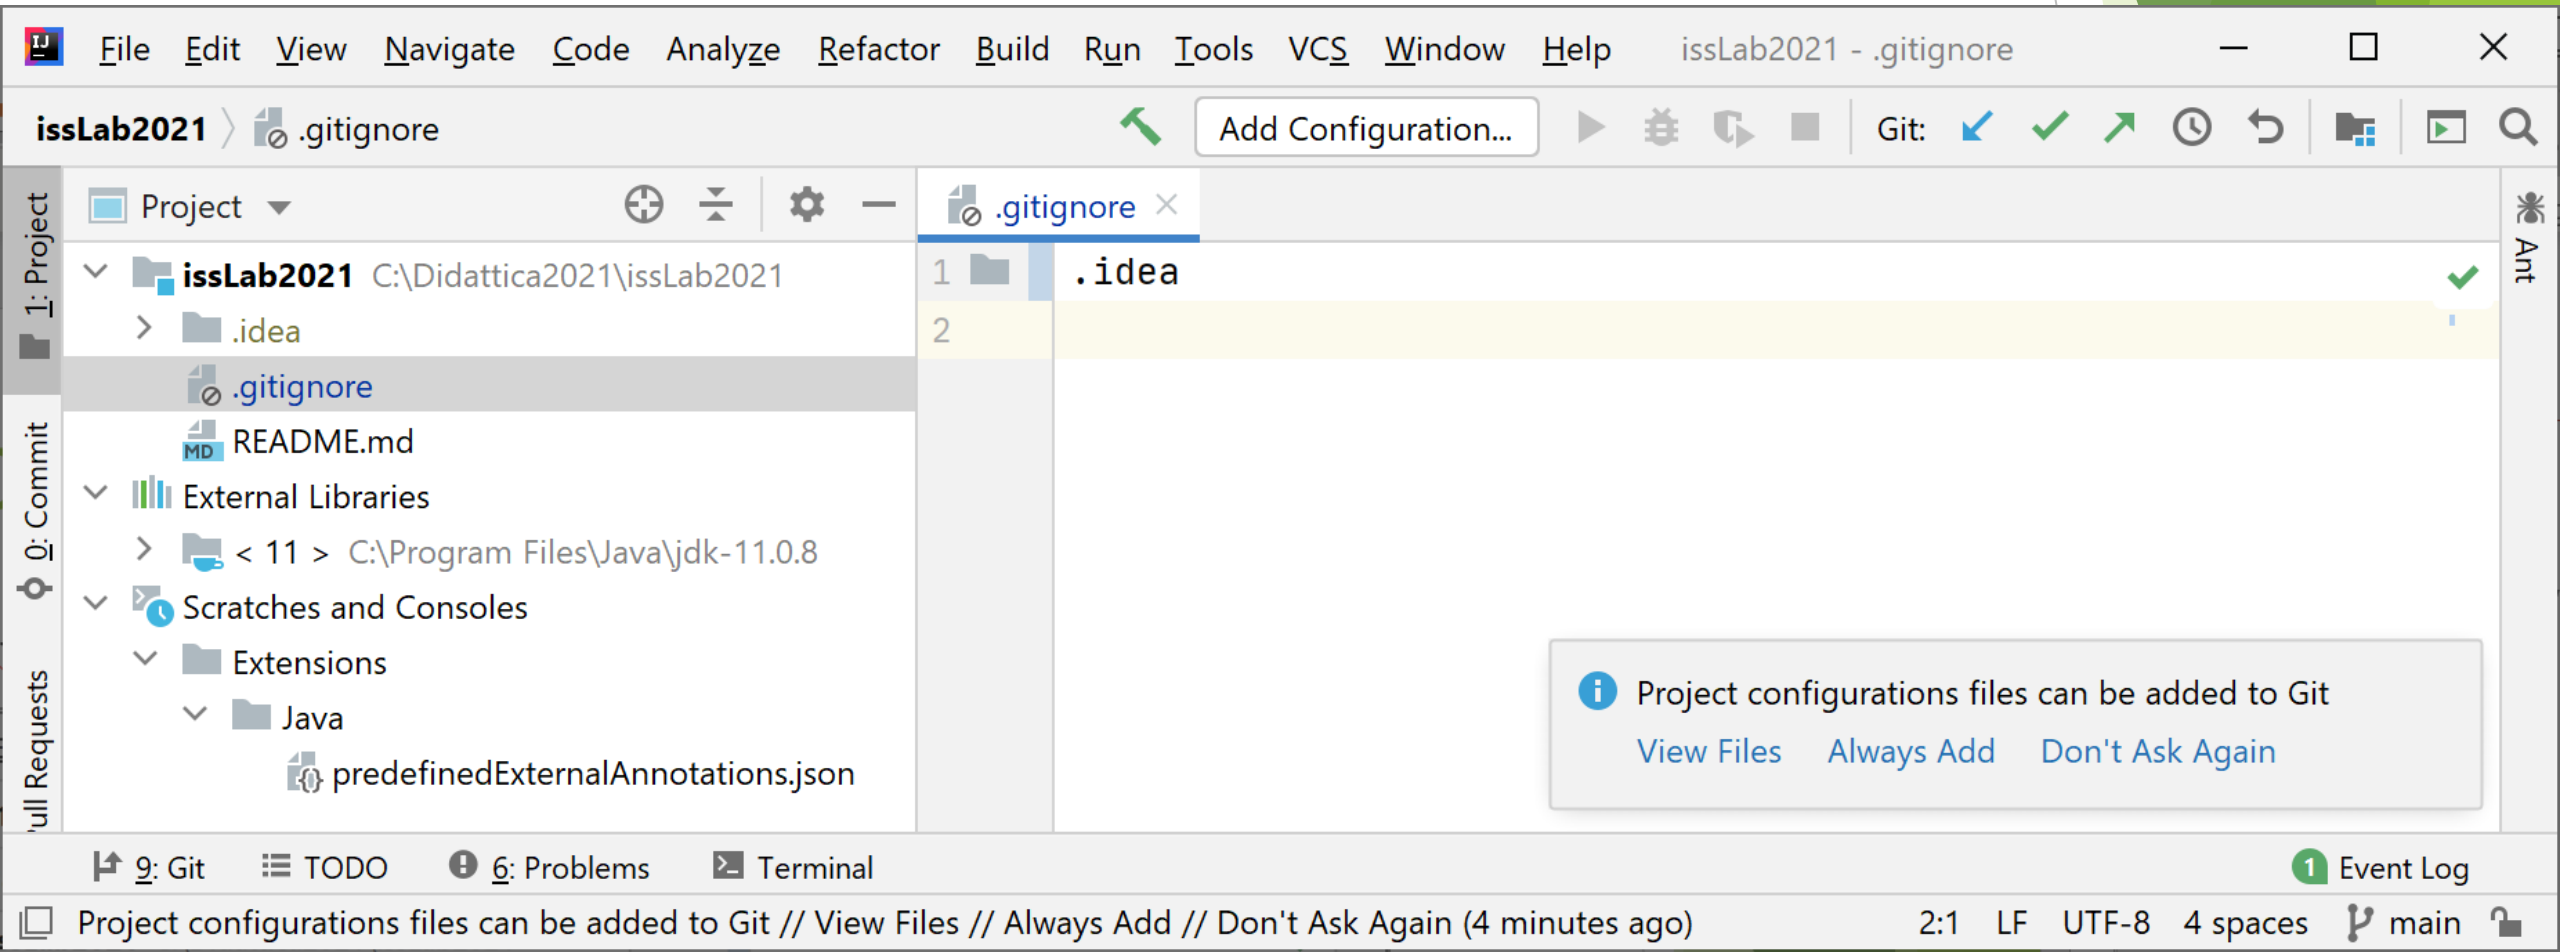 IJ File Edit View Navigate Code Analyze Refactor Build Run Tools VCS Window Help issLab2021 - .gitignore
issLab2021 .gitignore Add Configuration... Git:
1: Project
0: Commit
Pull Requests
Project
issLab2021 C:\Didattica2021\issLab2021
.idea
.gitignore
MD README.md
External Libraries
< 11 > C:\Program Files\Java\jdk-11.0.8
Scratches and Consoles
Extensions
Java
{} predefinedExternalAnnotations.json
.gitignore
1 .idea
2
Ant
Project configurations files can be added to Git
View Files Always Add Don't Ask Again
9: Git TODO 6: Problems Terminal 1 Event Log
Project configurations files can be added to Git // View Files // Always Add // Don't Ask Again (4 minutes ago) 2:1 LF UTF-8 4 spaces main